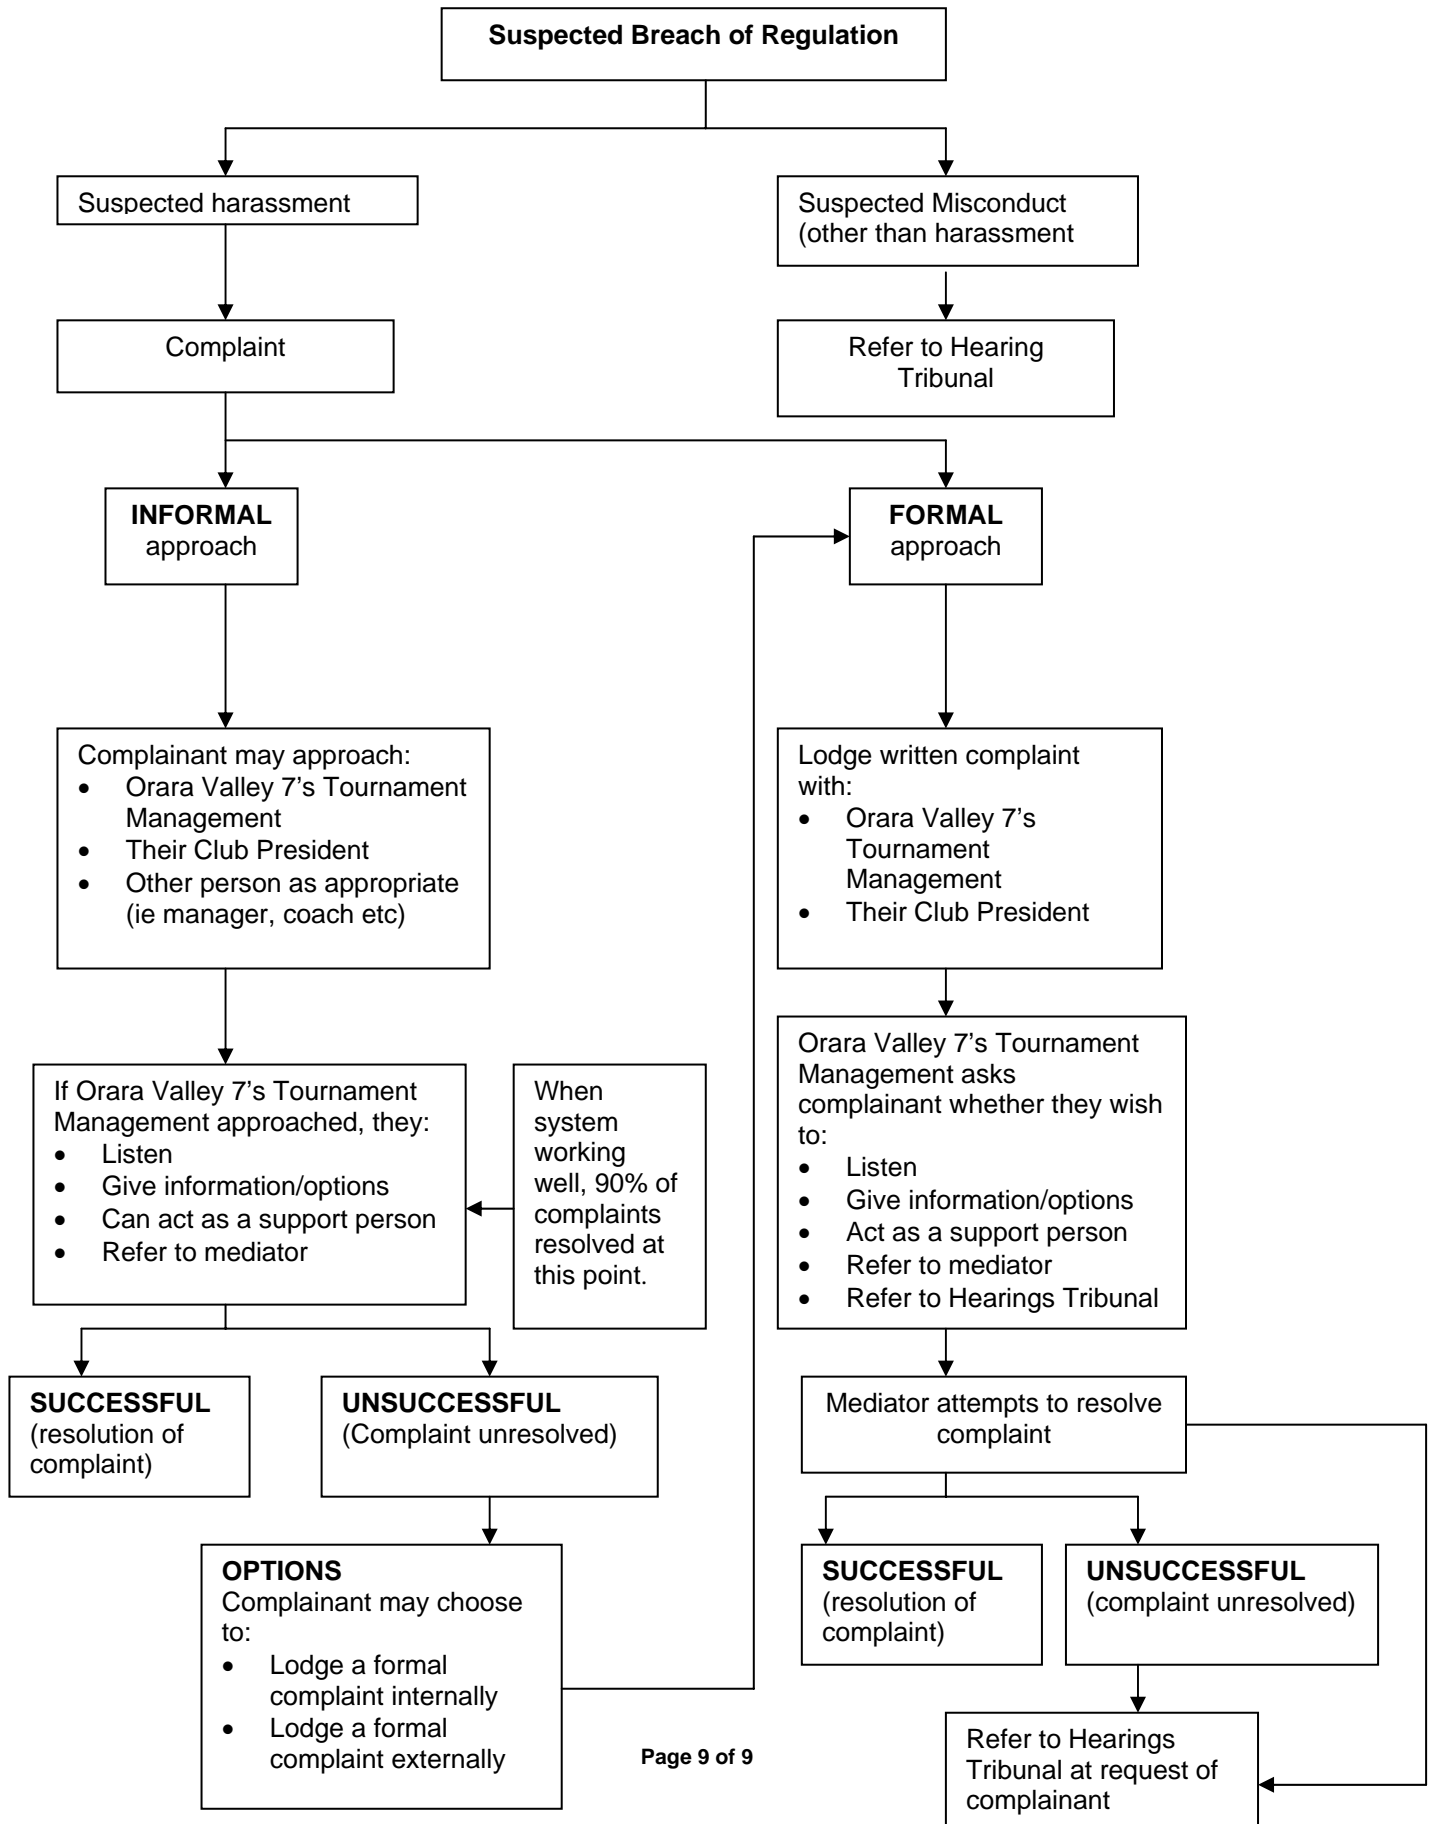 Suspected Breach of Regulation
Suspected harassment
Suspected Misconduct
(other than harassment
Complaint
Refer to Hearing
Tribunal
INFORMAL
approach
FORMAL
approach
Complainant may approach:
• Orara Valley 7’s Tournament
Management
• Their Club President
• Other person as appropriate
(ie manager, coach etc)
Lodge written complaint
with:
• Orara Valley 7’s
Tournament
Management
• Their Club President
If Orara Valley 7’s Tournament
Management approached, they:
• Listen
• Give information/options
• Can act as a support person
• Refer to mediator
When
system
working
well, 90% of
complaints
resolved at
this point.
Orara Valley 7’s Tournament
Management asks
complainant whether they wish
to:
• Listen
• Give information/options
• Act as a support person
• Refer to mediator
• Refer to Hearings Tribunal
SUCCESSFUL
(resolution of
complaint)
UNSUCCESSFUL
(Complaint unresolved)
Mediator attempts to resolve
complaint
OPTIONS
Complainant may choose
to:
• Lodge a formal
complaint internally
• Lodge a formal
complaint externally
SUCCESSFUL
(resolution of
complaint)
UNSUCCESSFUL
(complaint unresolved)
Refer to Hearings
Tribunal at request of
complainant
Page 9 of 9